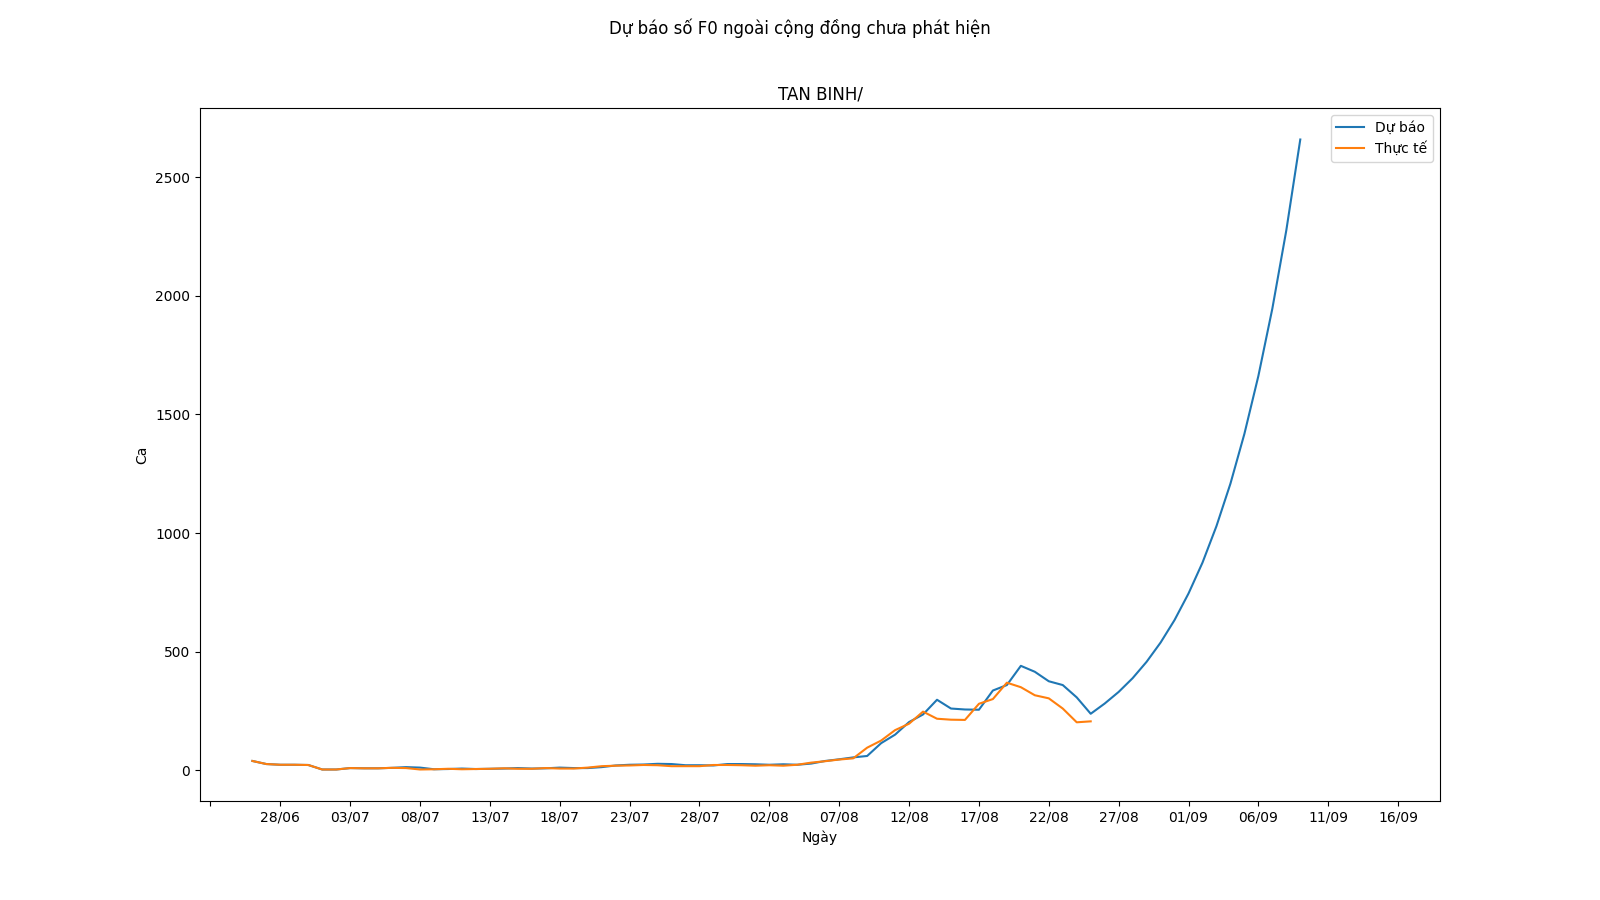 Dự báo số F0 ngoài cộng đồng chưa phát hiện
TAN BINH/
Dự báo
Thực tế
2500
2000
1500
1000
500
0
Ca
28/06 03/07 08/07 13/07 18/07 23/07 28/07 02/08 07/08 12/08 17/08 22/08 27/08 01/09 06/09 11/09 16/09
Ngày